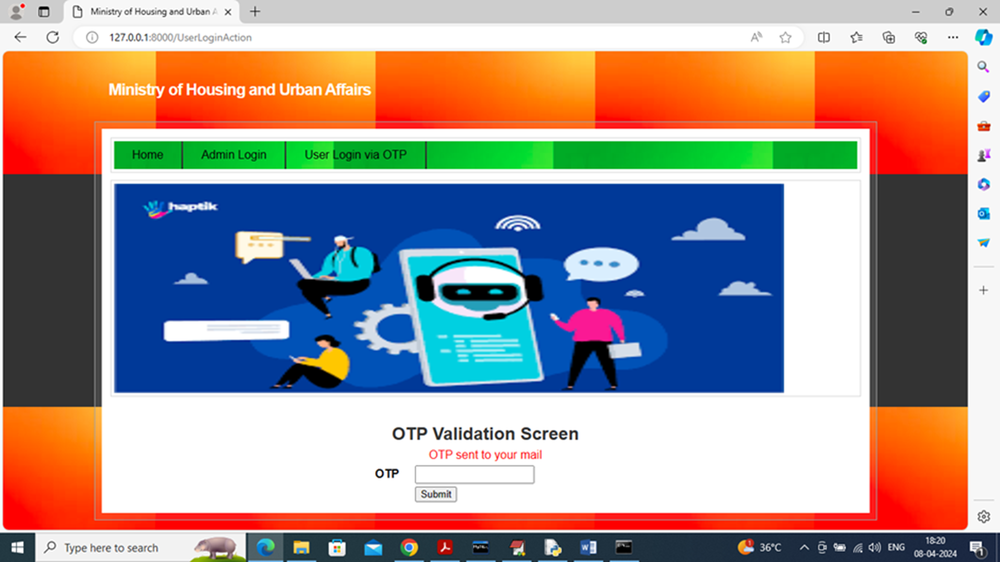 Ministry of Housing and Urban A
127.0.0.1:8000/UserLoginAction
Ministry of Housing and Urban Affairs
Home
Admin Login
User Login via OTP
haptik
OTP Validation Screen
OTP sent to your mail
OTP
Submit
Type here to search
36°C
ENG
18:20
08-04-2024